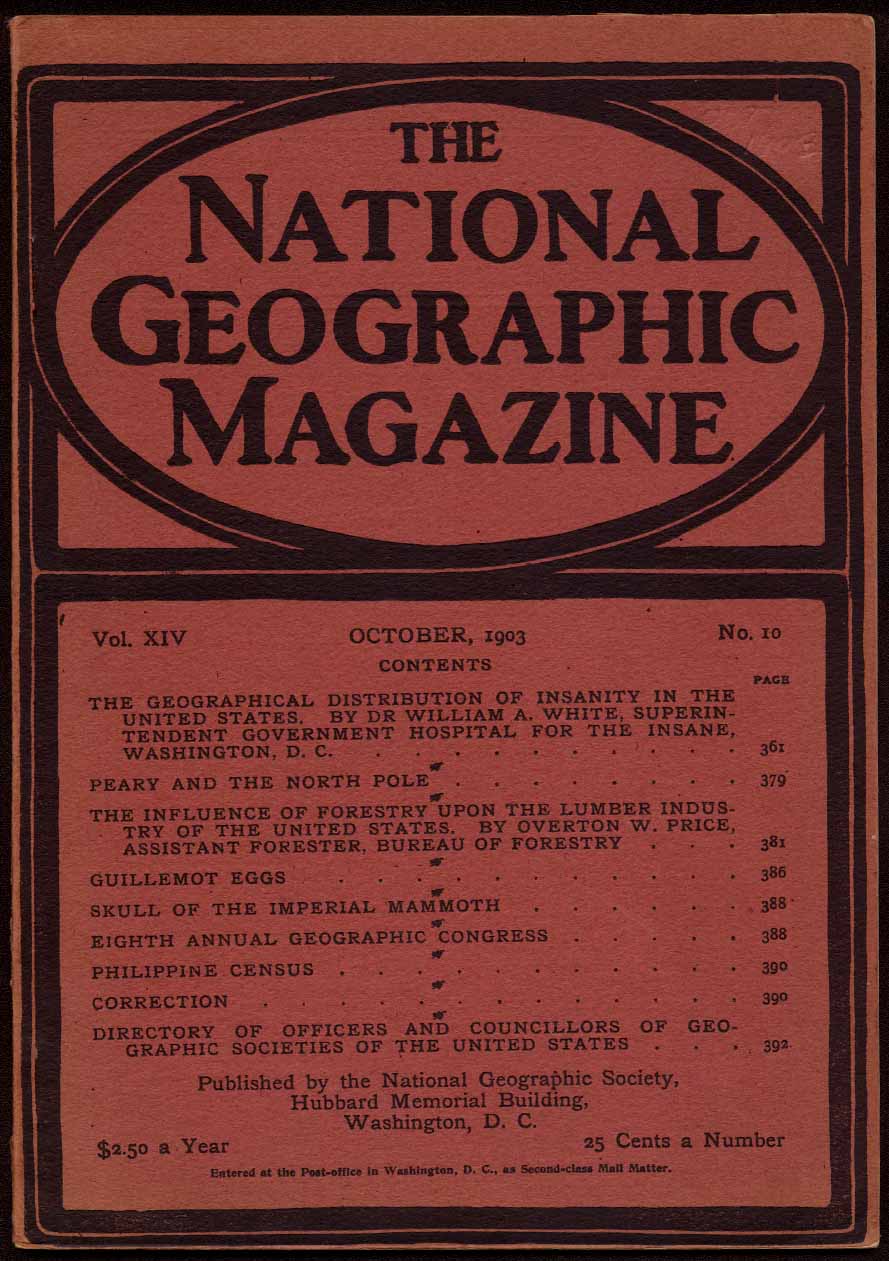 THE
NATIONAL
GEOGRAPHIC
MAGAZINE
Vol. XIV OCTOBER, 1903 No. 10
CONTENTS
PAGE
THE GEOGRAPHICAL DISTRIBUTION OF INSANITY IN THE
UNITED STATES. BY DR WILLIAM A. WHITE, SUPERIN-
TENDENT GOVERNMENT HOSPITAL FOR THE INSANE,
WASHINGTON, D. C. . . . . . . . . . . 361
PEARY AND THE NORTH POLE . . . . . . . . 379
THE INFLUENCE OF FORESTRY UPON THE LUMBER INDUS-
TRY OF THE UNITED STATES. BY OVERTON W. PRICE,
ASSISTANT FORESTER, BUREAU OF FORESTRY . . . 381
GUILLEMOT EGGS . . . . . . . . . . . 386
SKULL OF THE IMPERIAL MAMMOTH . . . . . . 388
EIGHTH ANNUAL GEOGRAPHIC CONGRESS . . . . . 388
PHILIPPINE CENSUS . . . . . . . . . . . 390
CORRECTION . . . . . . . . . . . . . 390
DIRECTORY OF OFFICERS AND COUNCILLORS OF GEO-
GRAPHIC SOCIETIES OF THE UNITED STATES . . . 392
Published by the National Geographic Society,
Hubbard Memorial Building,
Washington, D. C.
$2.50 a Year 25 Cents a Number
Entered at the Post-office in Washington, D. C., as Second-class Mail Matter.